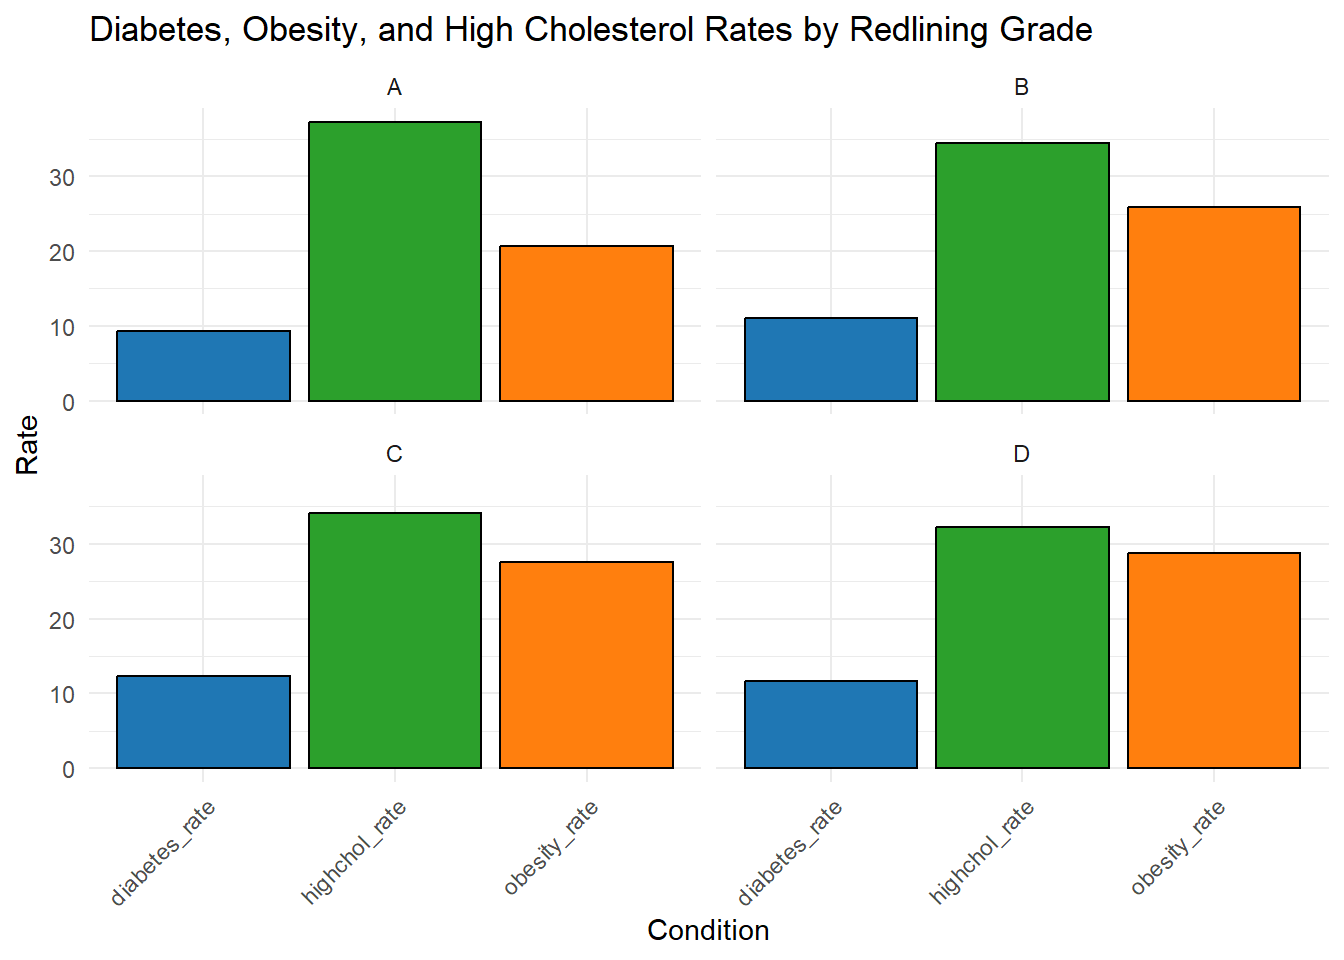 Diabetes, Obesity, and High Cholesterol Rates by Redlining Grade
A
B
30
20
10
0
Rate
C
D
30
20
10
0
diabetes_rate
highchol_rate
obesity_rate
diabetes_rate
highchol_rate
obesity_rate
Condition